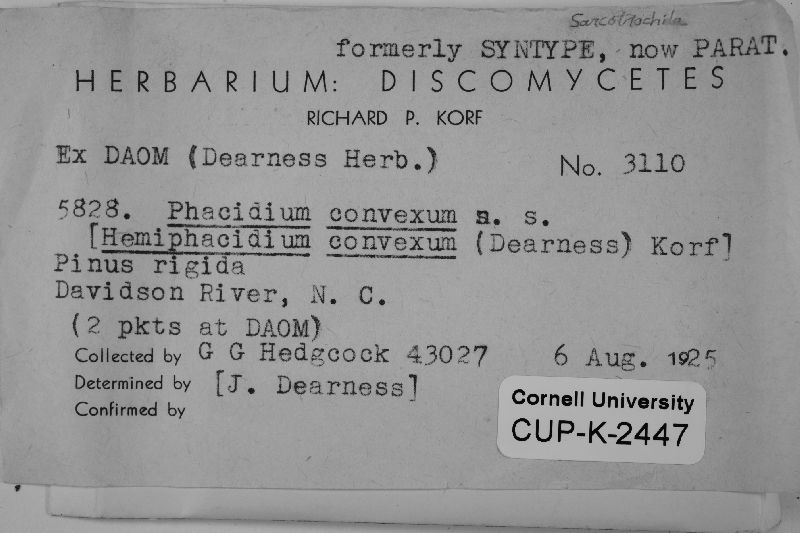 Sarcotrochila
formerly SYNTYPE, now PARAT.
HERBARIUM: DISCOMYCETES
RICHARD P. KORF
Ex DAOM (Dearness Herb.)
No. 3110
5828. Phacidium convexum n. s.
[Hemiphacidium convexum (Dearness) Korf]
Pinus rigida
Davidson River, N. C.
(2 pkts at DAOM)
Collected by G G Hedgcock 43027 6 Aug. 1925
Determined by [J. Dearness]
Confirmed by
Cornell University
CUP-K-2447